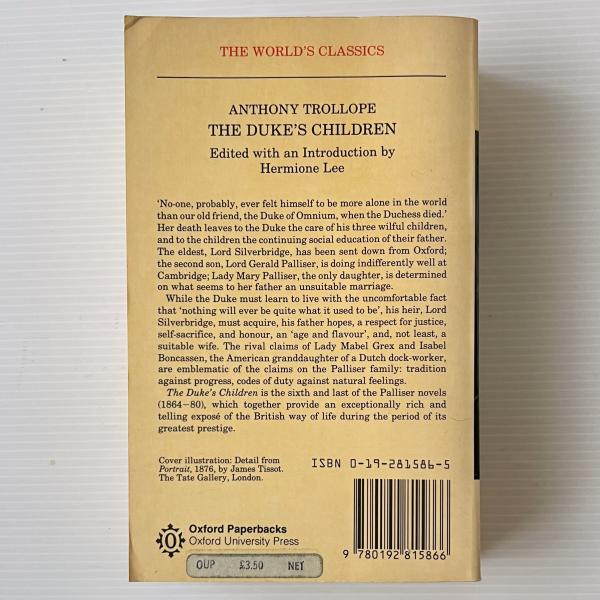 THE WORLD'S CLASSICS
ANTHONY TROLLOPE
THE DUKE'S CHILDREN
Edited with an Introduction by
Hermione Lee
'No-one, probably, ever felt himself to be more alone in the world
than our old friend, the Duke of Omnium, when the Duchess died.'
Her death leaves to the Duke the care of his three wilful children,
and to the children the continuing social education of their father.
The eldest, Lord Silverbridge, has been sent down from Oxford;
the second son, Lord Gerald Palliser, is doing indifferently well at
Cambridge; Lady Mary Palliser, the only daughter, is determined
on what seems to her father an unsuitable marriage.
While the Duke must learn to live with the uncomfortable fact
that 'nothing will ever be quite what it used to be', his heir, Lord
Silverbridge, must acquire, his father hopes, a respect for justice,
self-sacrifice, and honour, an 'age and flavour', and, not least, a
suitable wife. The rival claims of Lady Mabel Grex and Isabel
Boncassen, the American granddaughter of a Dutch dock-worker,
are emblematic of the claims on the Palliser family: tradition
against progress, codes of duty against natural feelings.
The Duke's Children is the sixth and last of the Palliser novels
(1864–80), which together provide an exceptionally rich and
telling exposé of the British way of life during the period of its
greatest prestige.
Cover illustration: Detail from
Portrait, 1876, by James Tissot.
The Tate Gallery, London.
ISBN 0-19-281586-5
9 780192 815866
Oxford Paperbacks
Oxford University Press
OUP £3.50 NET